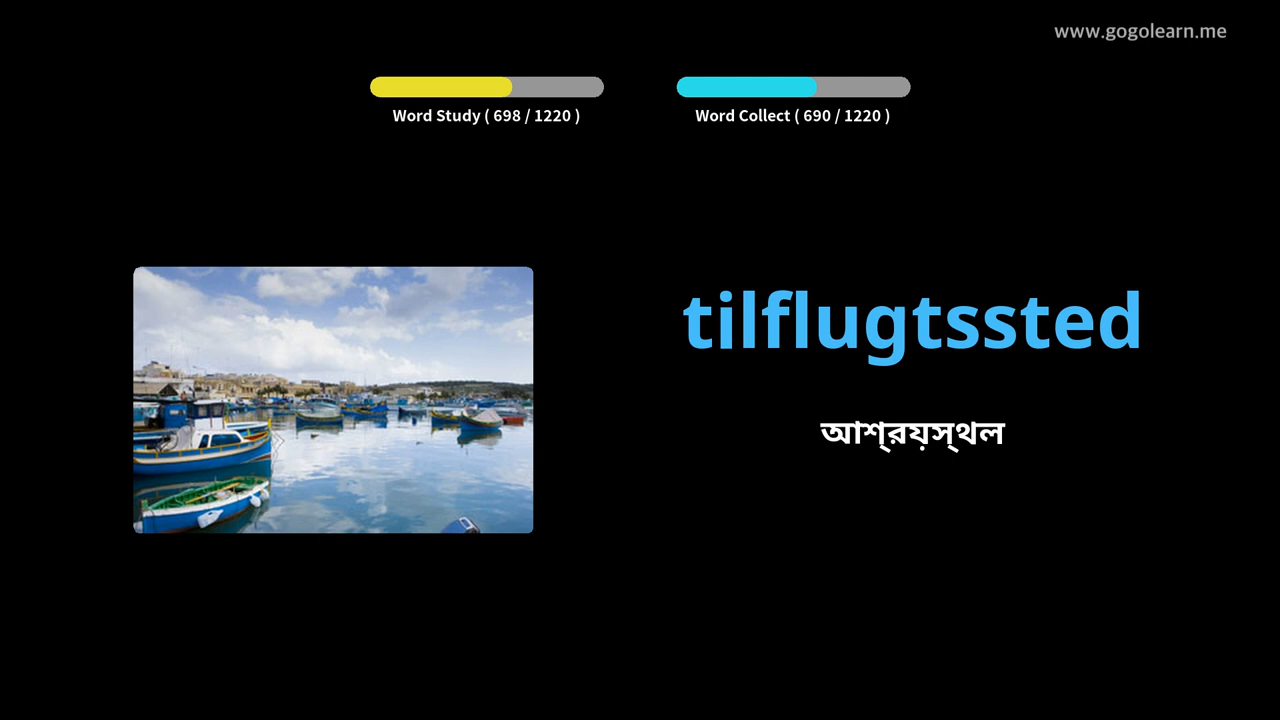 www.gogolearn.me
Word Study ( 698 / 1220 )
Word Collect ( 690 / 1220 )
tilflugtssted
আশ্রয়স্থল